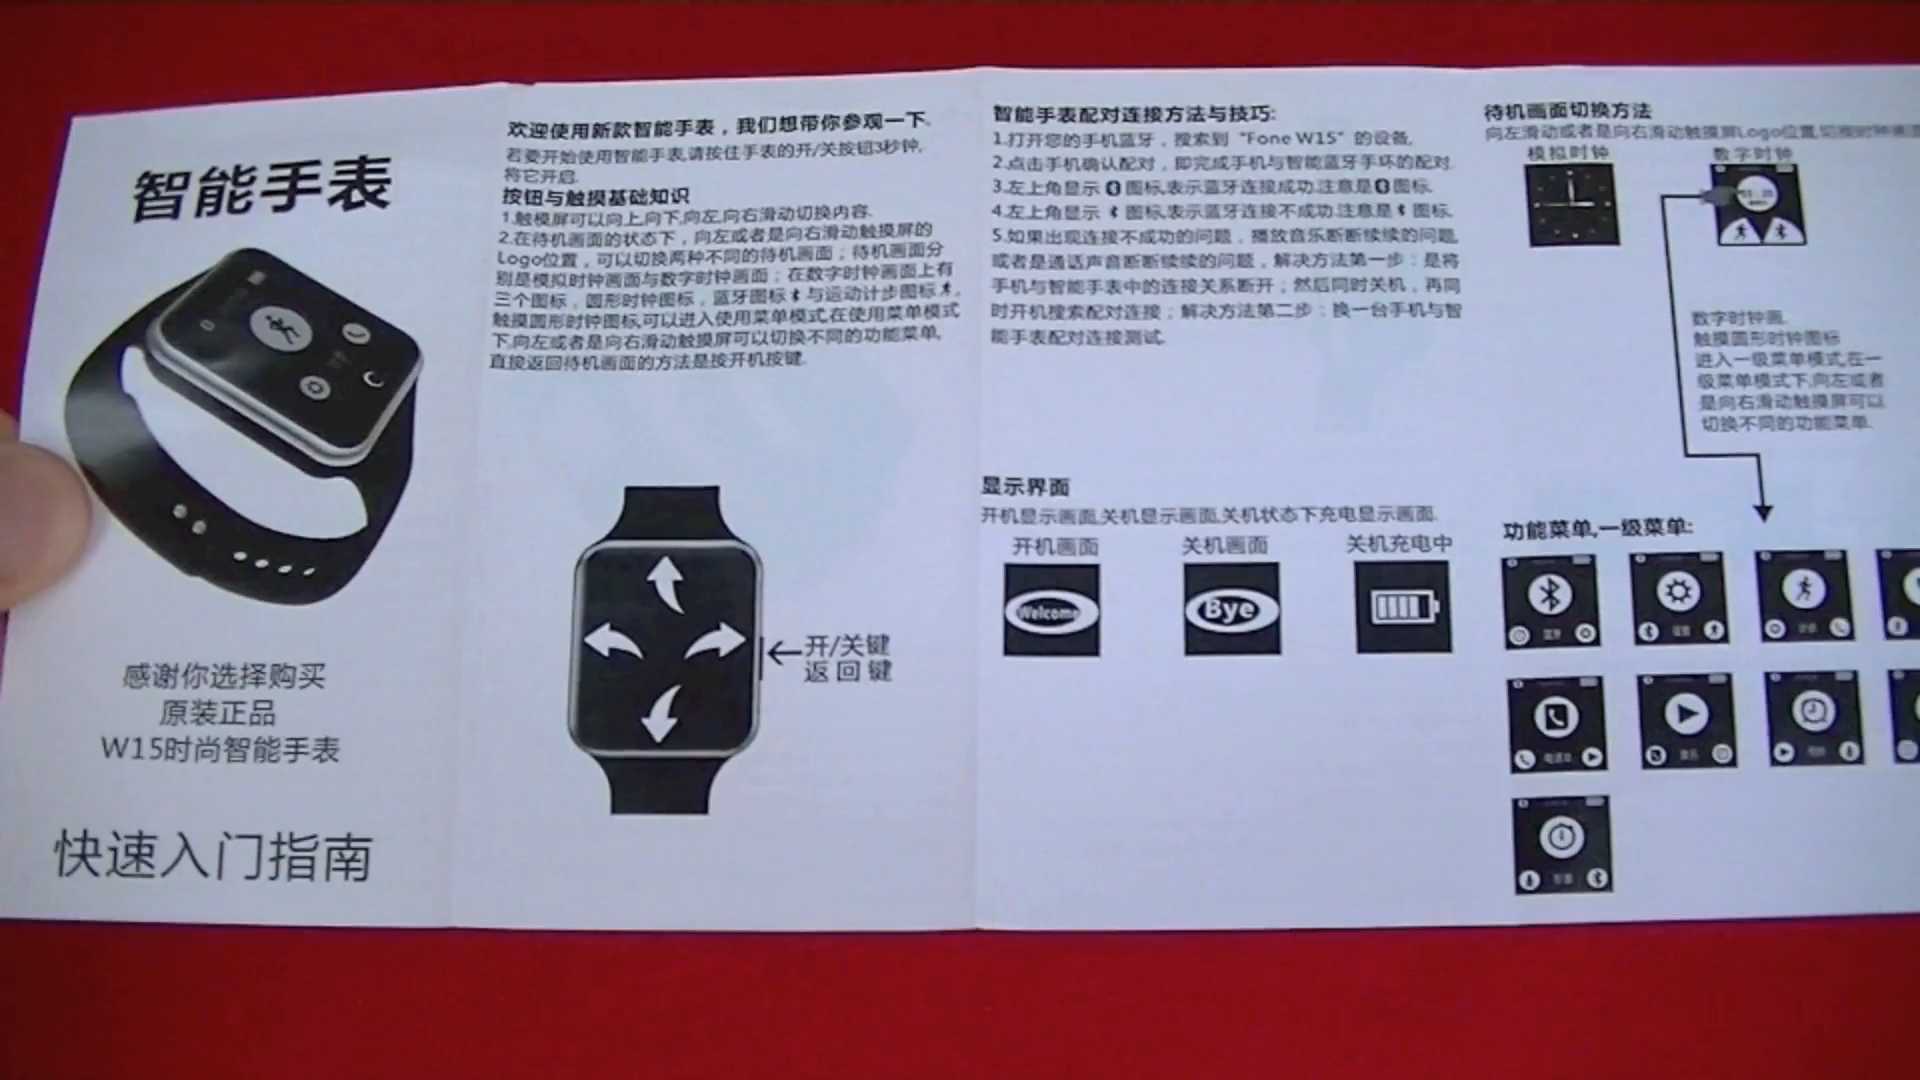 智能手表
感谢你选择购买
原装正品
W15时尚智能手表
快速入门指南
欢迎使用新款智能手表，我们想带你参观一下.
若要开始使用智能手表,请按住手表的开/关按钮3秒钟,
将它开启.
按钮与触摸基础知识
1.触模屏可以向上,向下,向左,向右滑动切换内容.
2.在待机画面的状态下，向左或者是向右滑动触摸屏的
Logo位置，可以切换两种不同的待机画面；待机画面分
别是模拟时钟画面与数字时钟画面；在数字时钟画面上有
三个图标，圆形时钟图标，蓝牙图标 与运动计步图标 ,
触摸圆形时钟图标,可以进入使用菜单模式.在使用菜单模式
下,向左或者是向右滑动触摸屏可以切换不同的功能菜单,
直接返回待机画面的方法是按开机按键.
开/关键
返回键
智能手表配对连接方法与技巧:
1.打开您的手机蓝牙，搜索到“Fone W15”的设备,
2.点击手机确认配对，即完成手机与智能蓝牙手环的配对.
3.左上角显示 图标,表示蓝牙连接成功.注意是 图标.
4.左上角显示 图标,表示蓝牙连接不成功.注意是 图标,
5.如果出现连接不成功的问题，播放音乐断断续续的问题,
或者是通话声音断断续续的问题，解决方法第一步：是将
手机与智能手表中的连接关系断开；然后同时关机，再同
时开机搜索配对连接；解决方法第二步：换一台手机与智
能手表配对连接测试.
显示界面
开机显示画面,关机显示画面,关机状态下充电显示画面.
开机画面 关机画面 关机充电中
Welcome Bye
待机画面切换方法
向左滑动或者是向右滑动触摸屏Logo位置,切换时钟画面
模拟时钟 数字时钟
数字时钟画,
触摸圆形时钟图标
进入一级菜单模式,在一
级菜单模式下,向左或者
是向右滑动触摸屏可以
切换不同的功能菜单.
功能菜单,一级菜单:
蓝牙